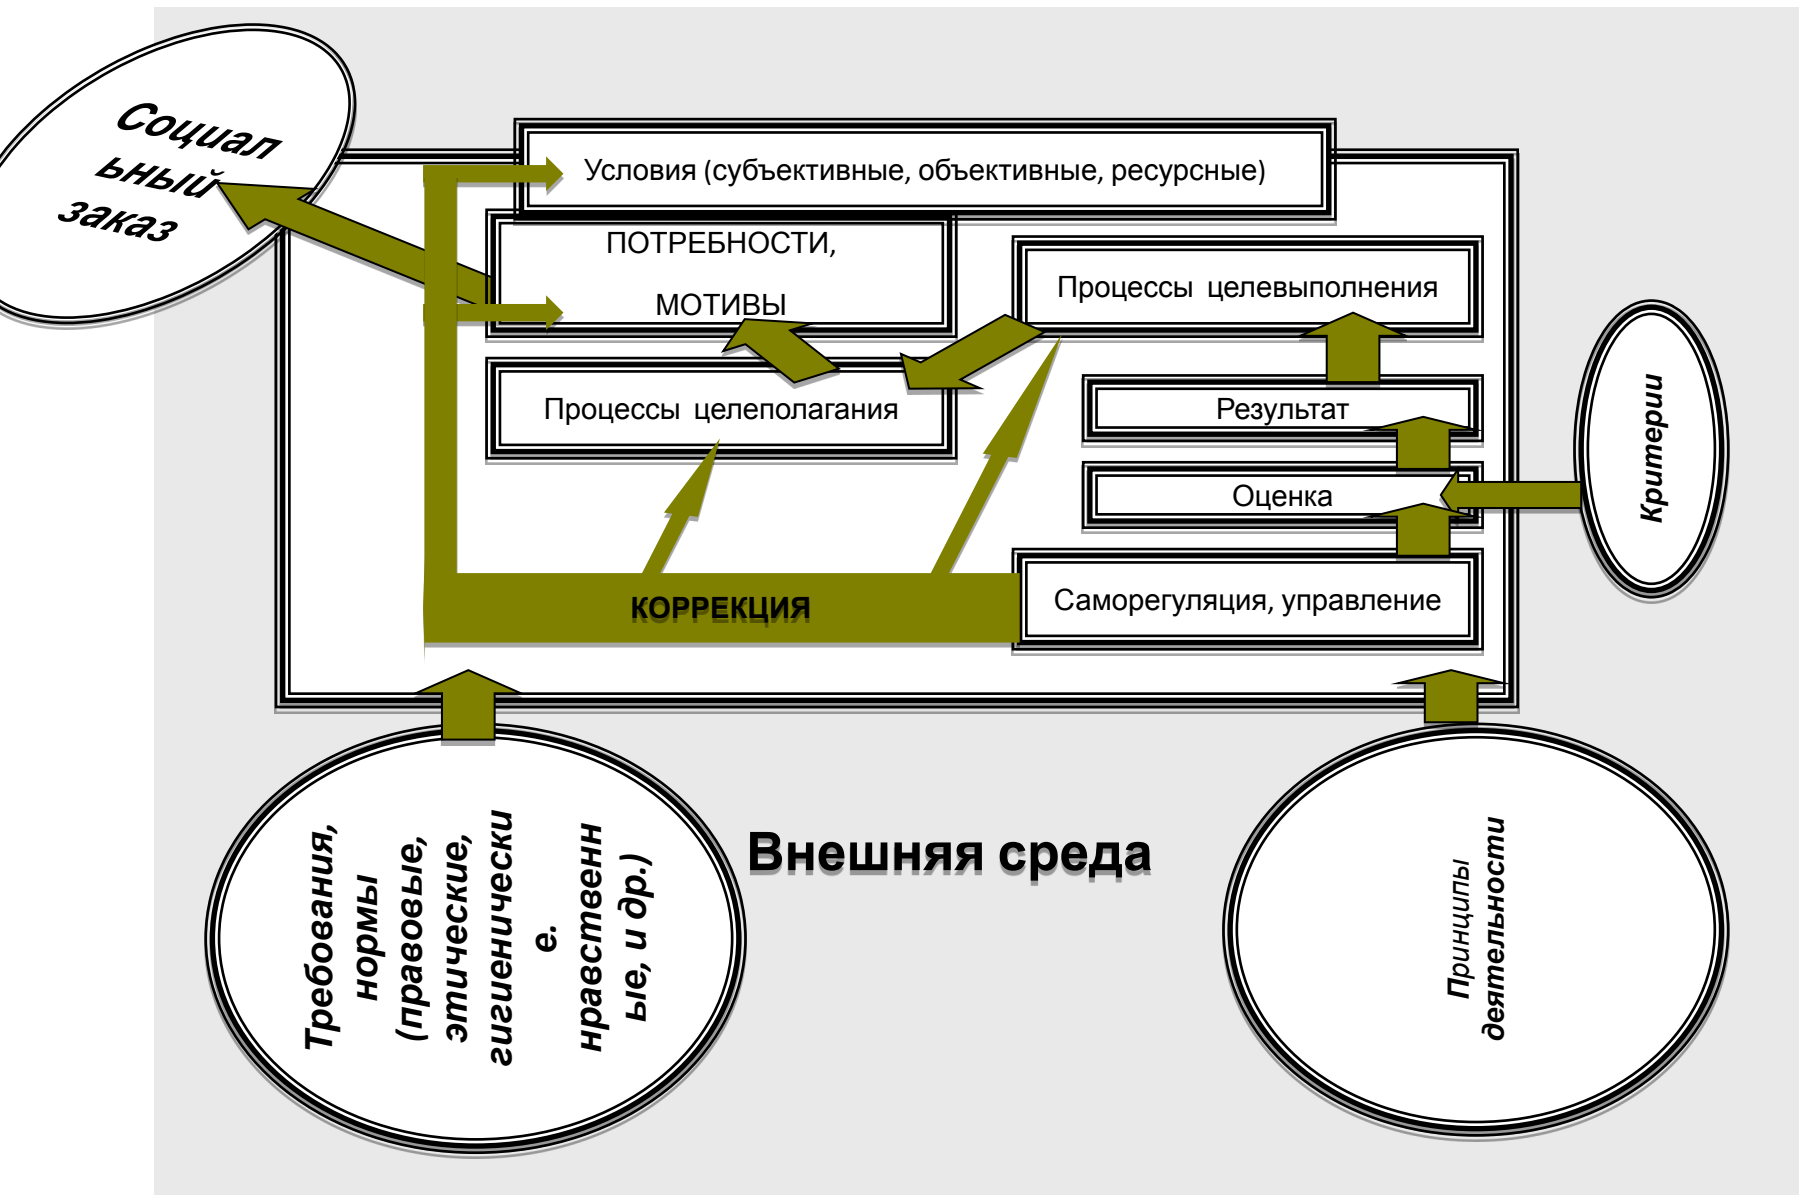 Социал
ьный
заказ
Условия (субъективные, объективные, ресурсные)
ПОТРЕБНОСТИ,
МОТИВЫ
Процессы целевыполнения
Процессы целеполагания
Результат
Оценка
Критерии
Саморегуляция, управление
КОРРЕКЦИЯ
Требования,
нормы
(правовые,
этические,
гигиенически
е.
нравственн
ые, и др.)
Внешняя среда
Принципы
деятельности